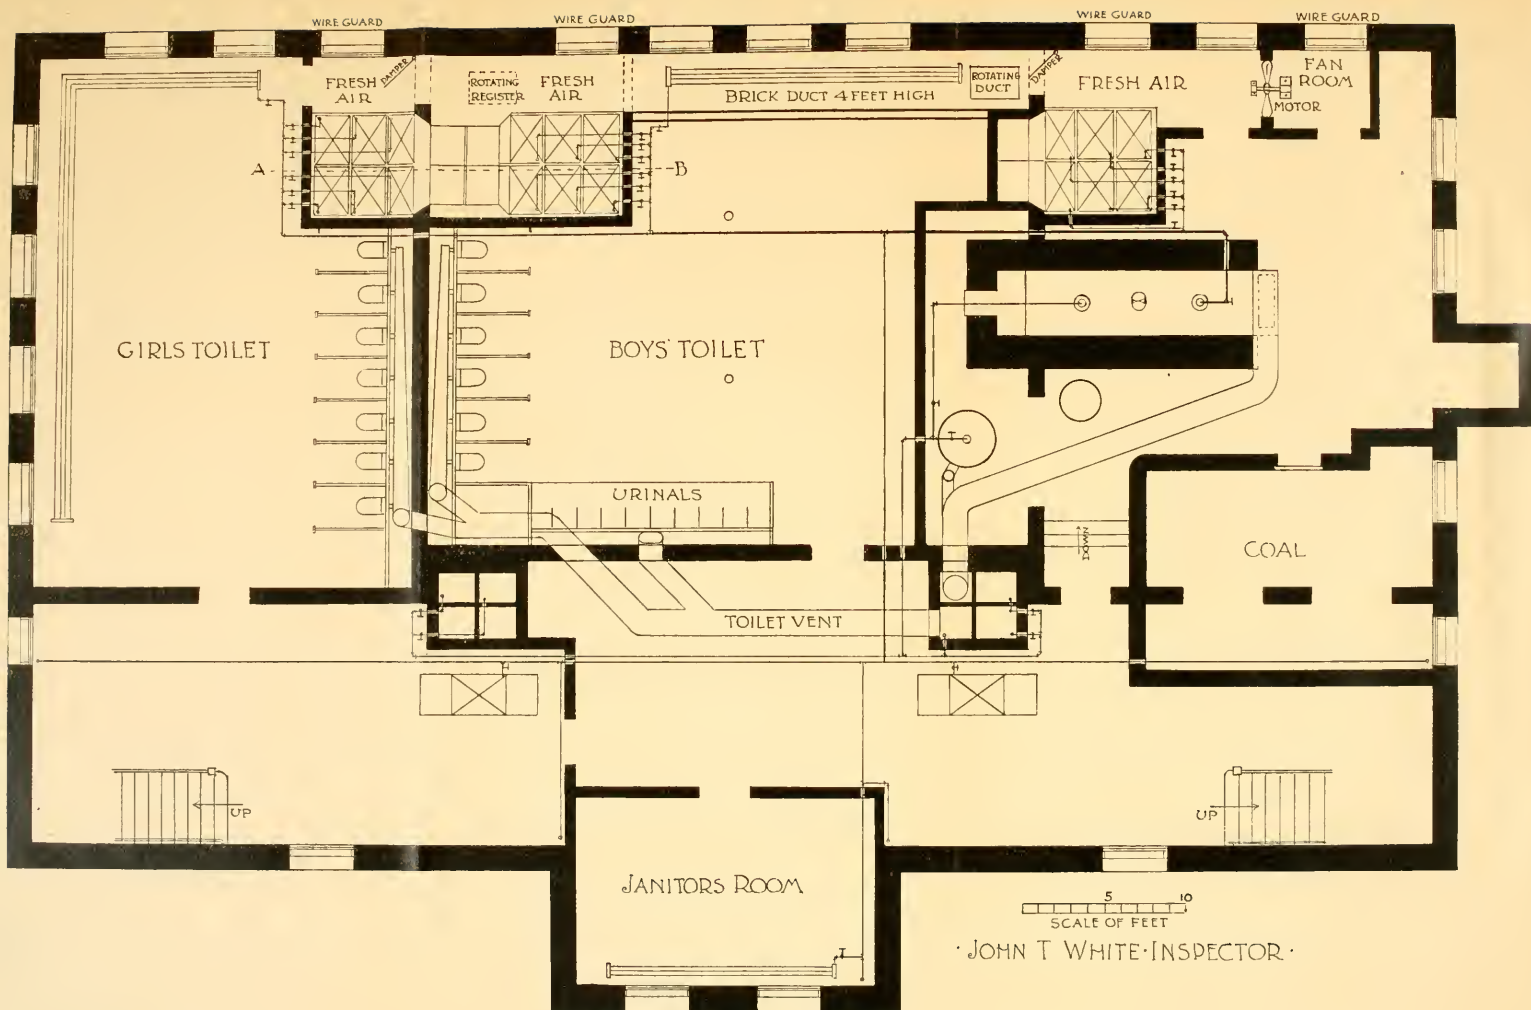 WIRE GUARD
WIRE GUARD
WIRE GUARD
WIRE GUARD
FRESH
AIR
DAMPER
ROTATING
REGISTER
FRESH
AIR
BRICK DUCT 4 FEET HIGH
ROTATING
DUCT
DAMPER
FRESH AIR
FAN
ROOM
MOTOR
A
B
GIRLS TOILET
BOYS' TOILET
URINALS
DOWN
COAL
TOILET VENT
UP
UP
JANITORS ROOM
5 10
SCALE OF FEET
· JOHN T WHITE · INSPECTOR ·